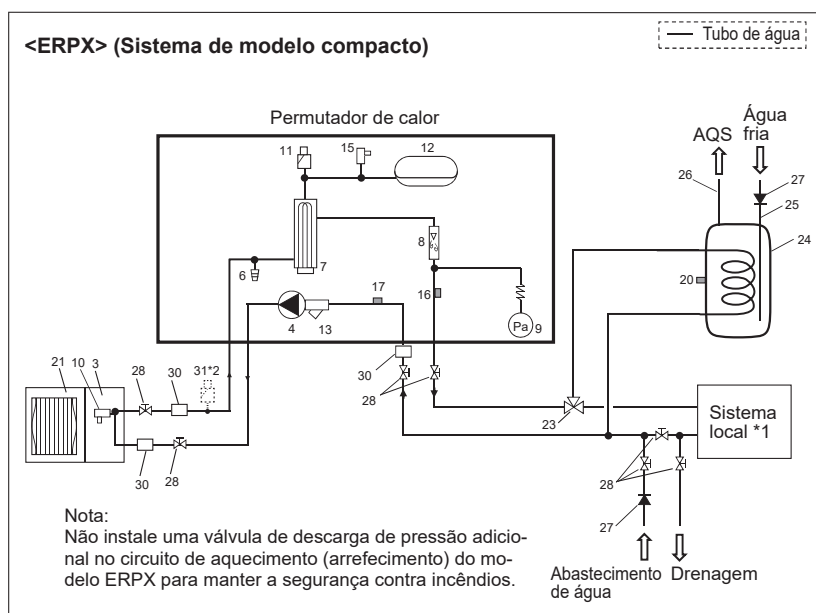 <ERPX> (Sistema de modelo compacto)
Tubo de água
Permutador de calor
AQS
Água
fria
11
15
12
26
27
25
8
24
6
7
20
17
16
4
13
Pa
9
21
10
3
28
30
31*2
30
28
23
Sistema
local *1
30
28
28
27
Nota:
Não instale uma válvula de descarga de pressão adicio-
nal no circuito de aquecimento (arrefecimento) do mo-
delo ERPX para manter a segurança contra incêndios.
Abastecimento
de água
Drenagem